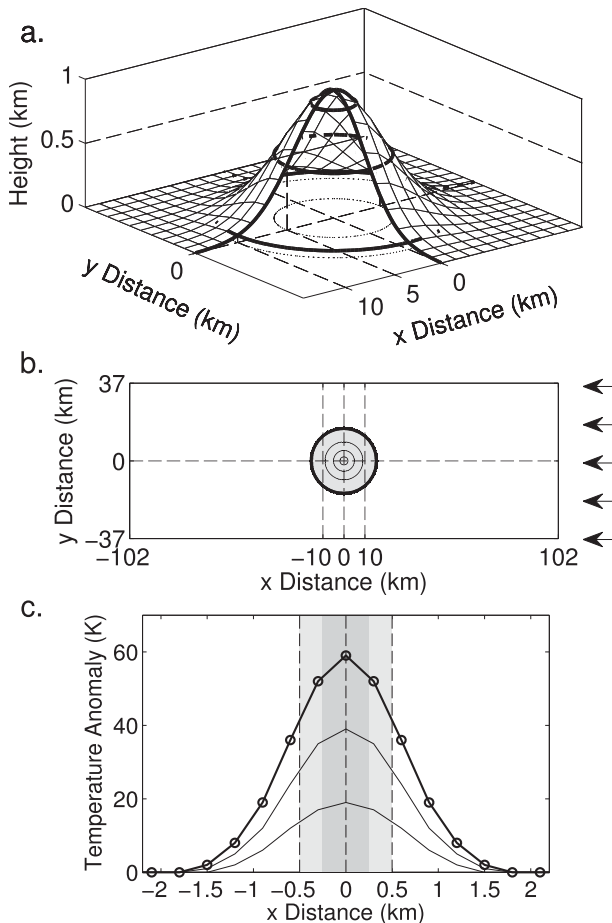 a.
1
0.5
0
Height (km)
0
y Distance (km)
10
5
0
x Distance (km)
b.
37
0
−37
y Distance (km)
−102
−10 0 10
102
x Distance (km)
c.
60
40
20
0
Temperature Anomaly (K)
−2 −1.5 −1 −0.5 0 0.5 1 1.5 2
x Distance (km)